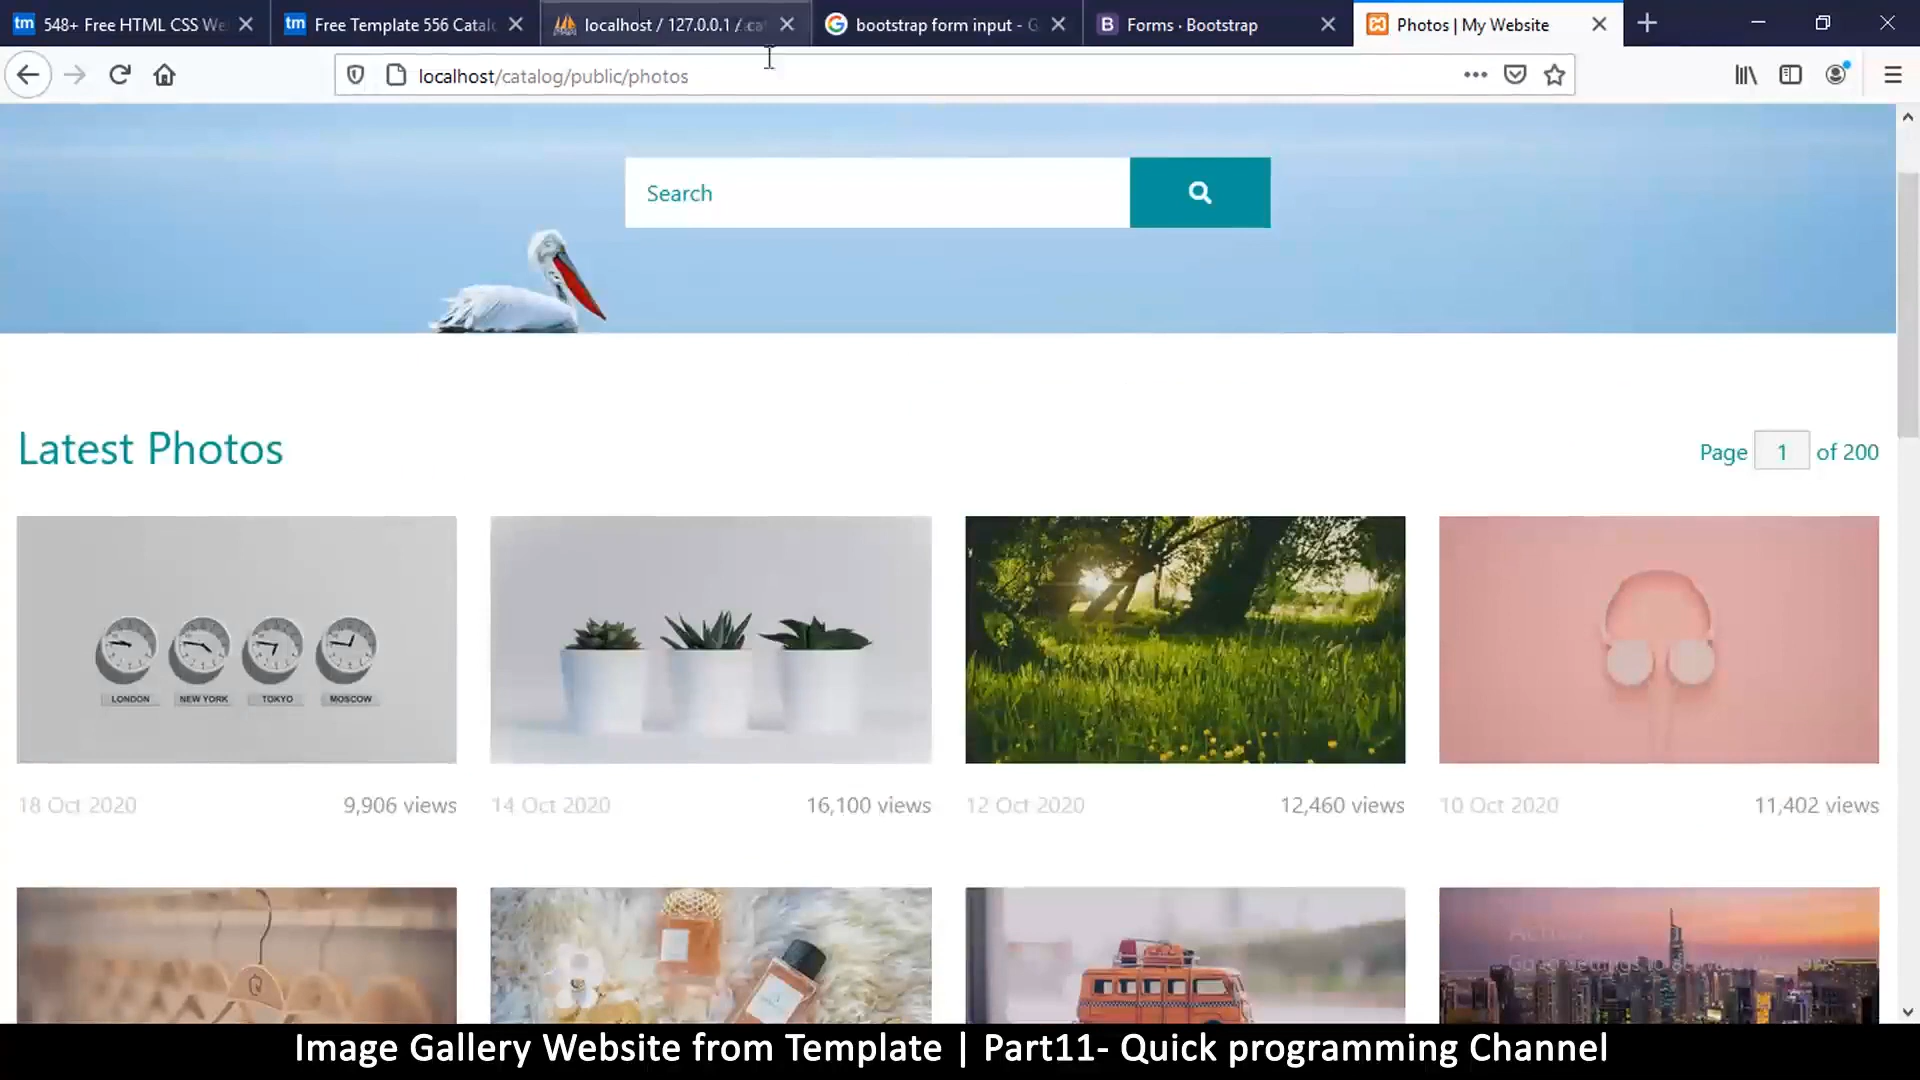 548+ Free HTML CSS We
Free Template 556 Catal
localhost / 127.0.0.1 / cat
bootstrap form input - G
Forms · Bootstrap
Photos | My Website
localhost/catalog/public/photos
Search
Latest Photos
Page 1 of 200
LONDON NEW YORK TOKYO MOSCOW
18 Oct 2020 9,906 views
14 Oct 2020 16,100 views
12 Oct 2020 12,460 views
10 Oct 2020 11,402 views
Image Gallery Website from Template | Part11- Quick programming Channel